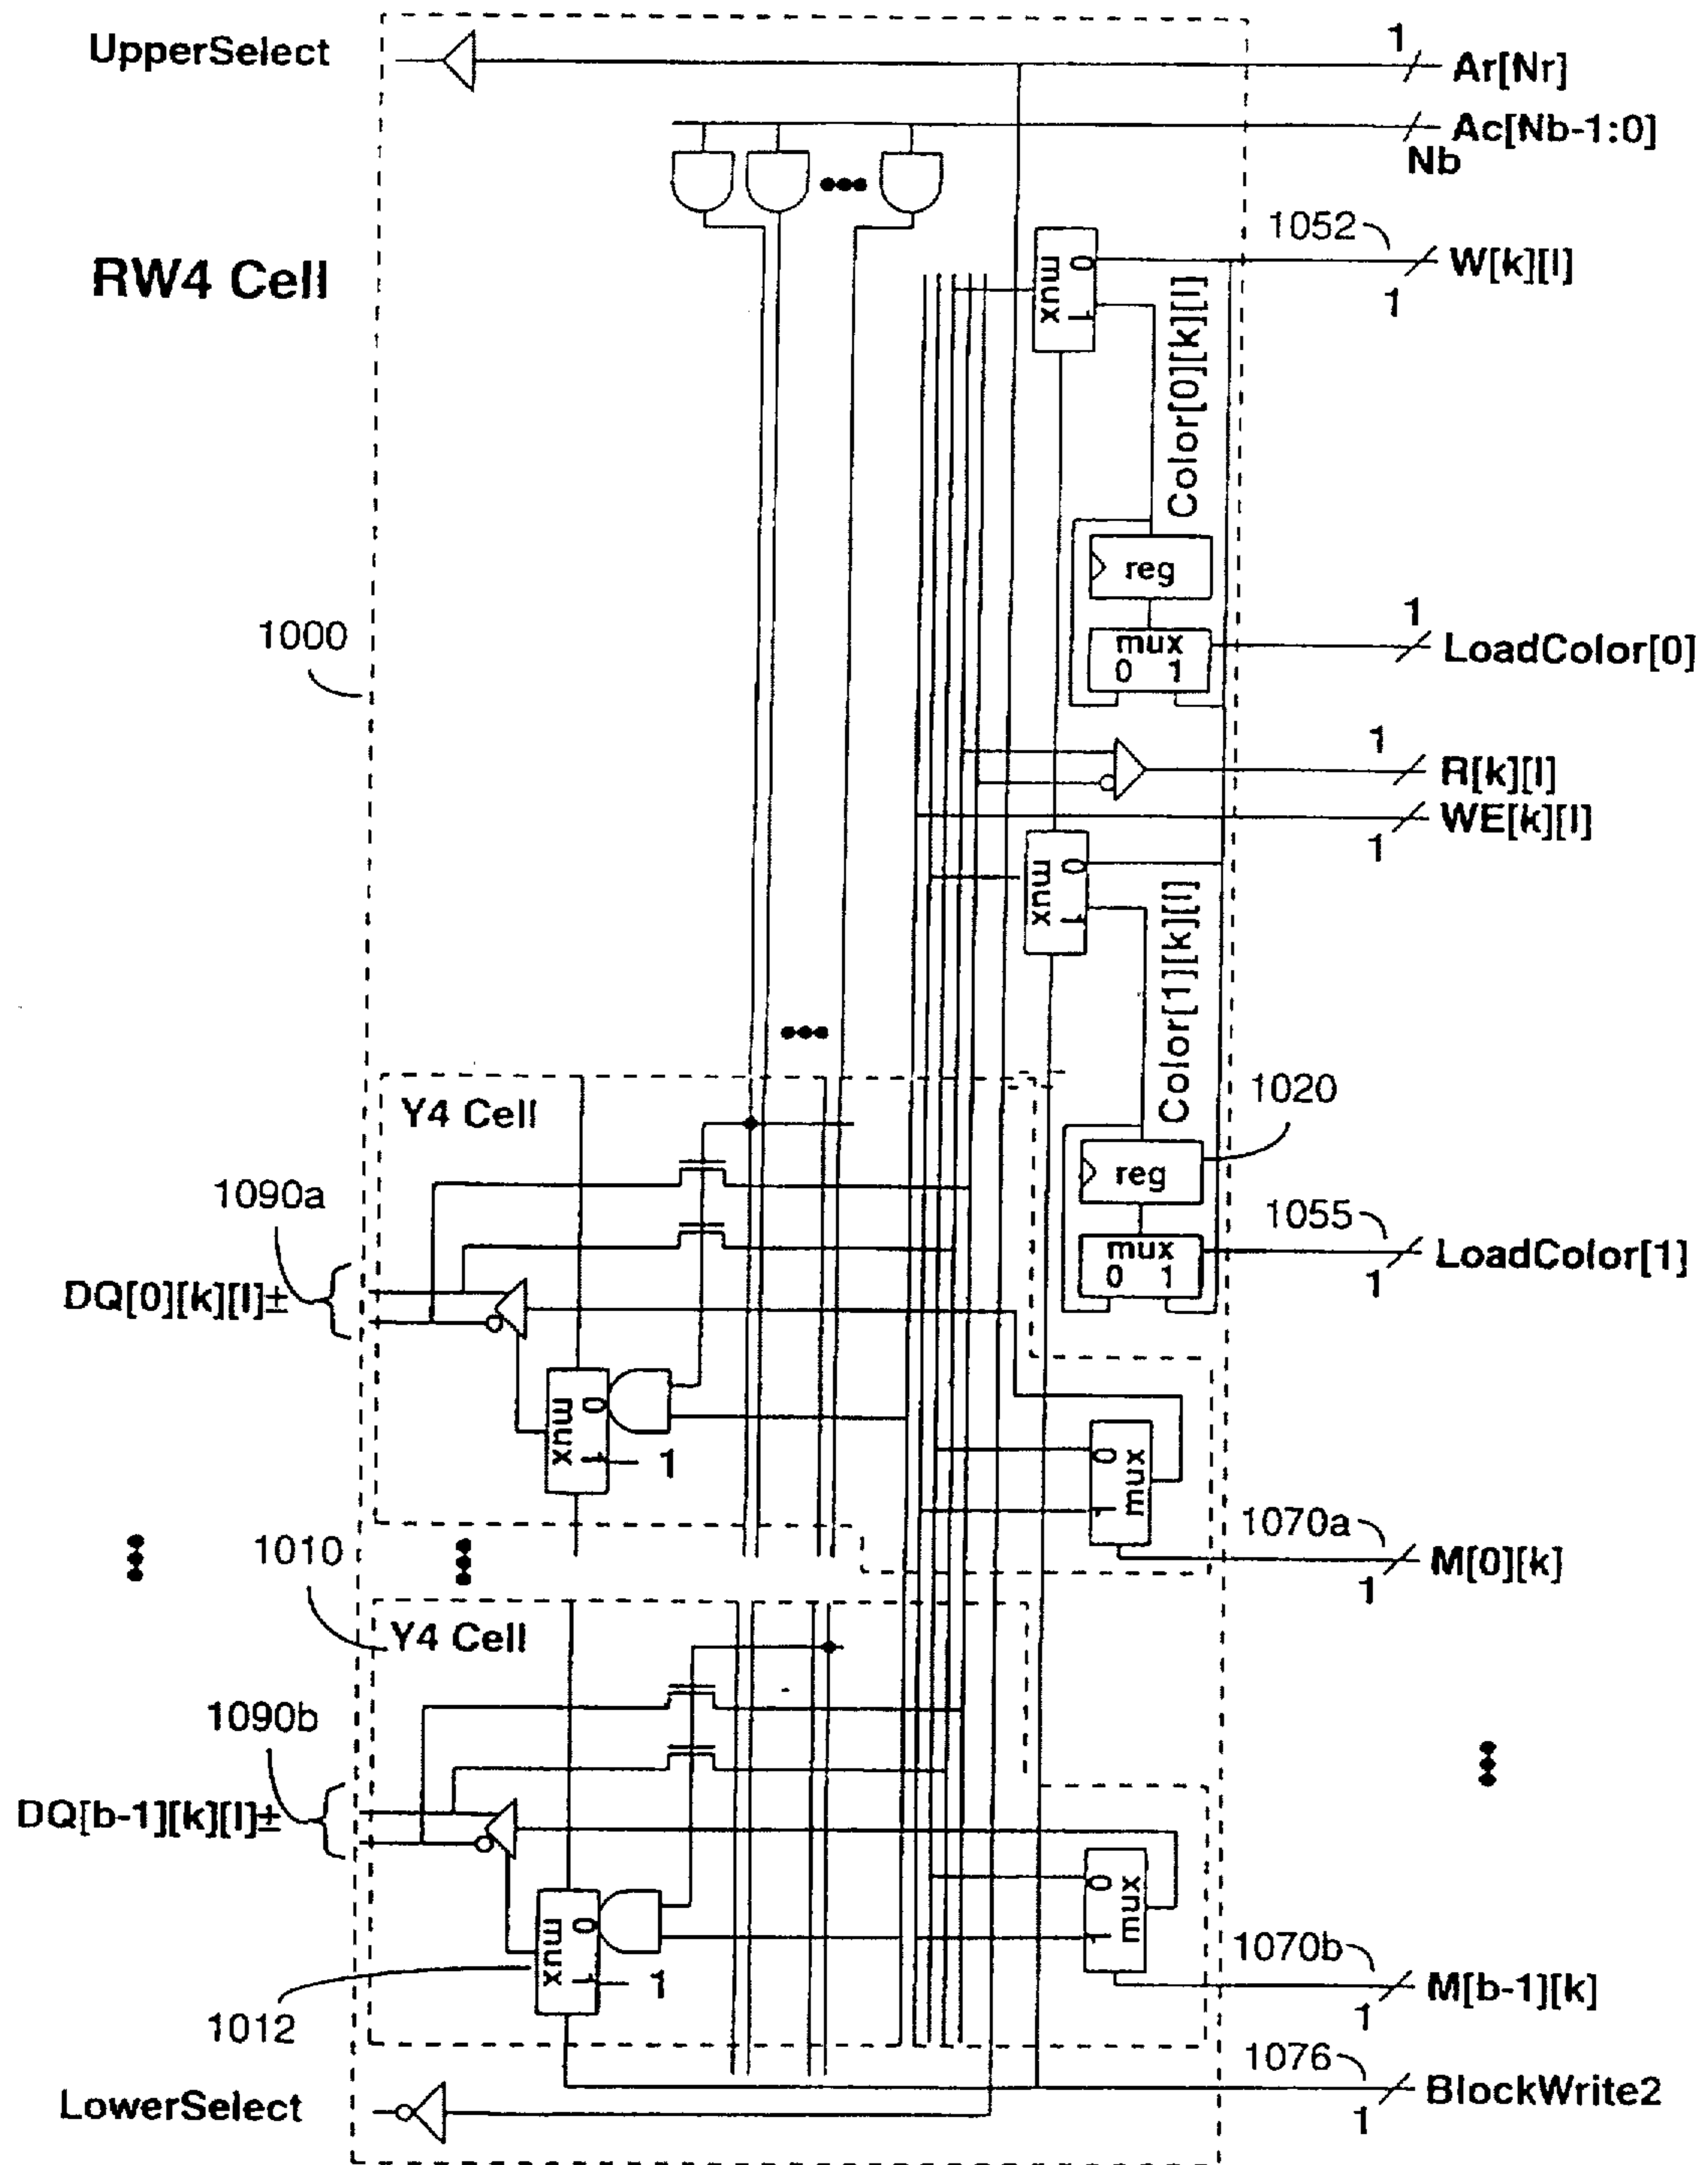 UpperSelect
1
Ar[Nr]
Ac[Nb-1:0]
Nb
RW4 Cell
1052
W[k][l]
1
mux
0
1
Color[0][k][l]
reg
1000
1
LoadColor[0]
mux
0 1
1
R[k][l]
WE[k][l]
1
mux
0
1
Color[1][k][l]
Y4 Cell
1020
reg
1090a
1055
LoadColor[1]
1
mux
0 1
DQ[0][k][l]±
mux
0
1
1
0
1
mux
1070a
M[0][k]
1
1010
Y4 Cell
1090b
DQ[b-1][k][l]±
mux
0
1
1
0
1
mux
1070b
M[b-1][k]
1
1012
1076
BlockWrite2
1
LowerSelect